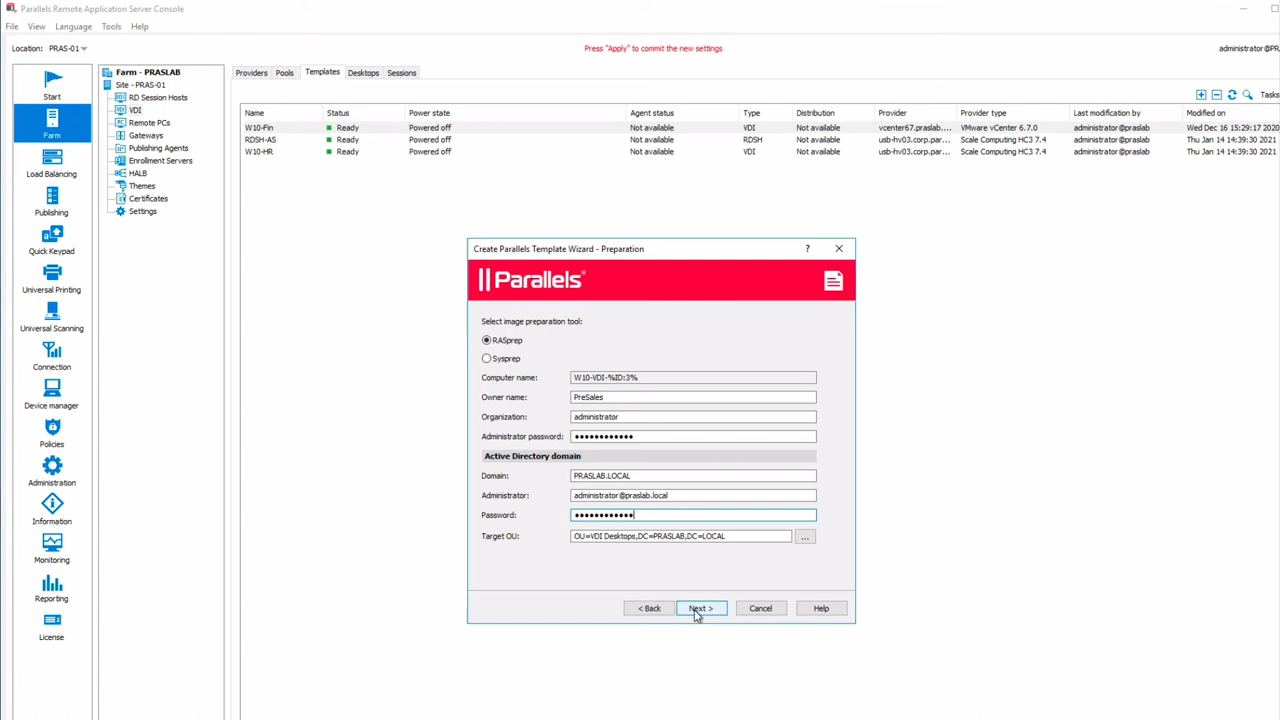 Parallels Remote Application Server Console
File View Language Tools Help
Location: PRAS-01
Press "Apply" to commit the new settings
administrator@PR
Start
Farm
Load Balancing
Publishing
Quick Keypad
Universal Printing
Universal Scanning
Connection
Device manager
Policies
Administration
Information
Monitoring
Reporting
License
Farm - PRASLAB
Site - PRAS-01
RD Session Hosts
VDI
Remote PCs
Gateways
Publishing Agents
Enrollment Servers
HALB
Themes
Certificates
Settings
Providers Pools Templates Desktops Sessions
Tasks
Name Status Power state Agent status Type Distribution Provider Provider type Last modification by Modified on
W10-Fin Ready Powered off Not available VDI Not available vcenter67.praslab.... VMware vCenter 6.7.0 administrator@praslab Wed Dec 16 15:29:17 2020
RDSH-AS Ready Powered off Not available RDSH Not available usb-hv03.corp.par... Scale Computing HC3 7.4 administrator@praslab Thu Jan 14 14:39:30 2021
W10-HR Ready Powered off Not available VDI Not available usb-hv03.corp.par... Scale Computing HC3 7.4 administrator@praslab Thu Jan 14 14:39:30 2021
Create Parallels Template Wizard - Preparation ?
Parallels®
Select image preparation tool:
RASprep
Sysprep
Computer name: W10-VDI-%ID:3%
Owner name: PreSales
Organization: administrator
Administrator password: ••••••••••••
Active Directory domain
Domain: PRASLAB.LOCAL
Administrator: administrator@praslab.local
Password: ••••••••••••
Target OU: OU=VDI Desktops,DC=PRASLAB,DC=LOCAL ...
< Back Next > Cancel Help